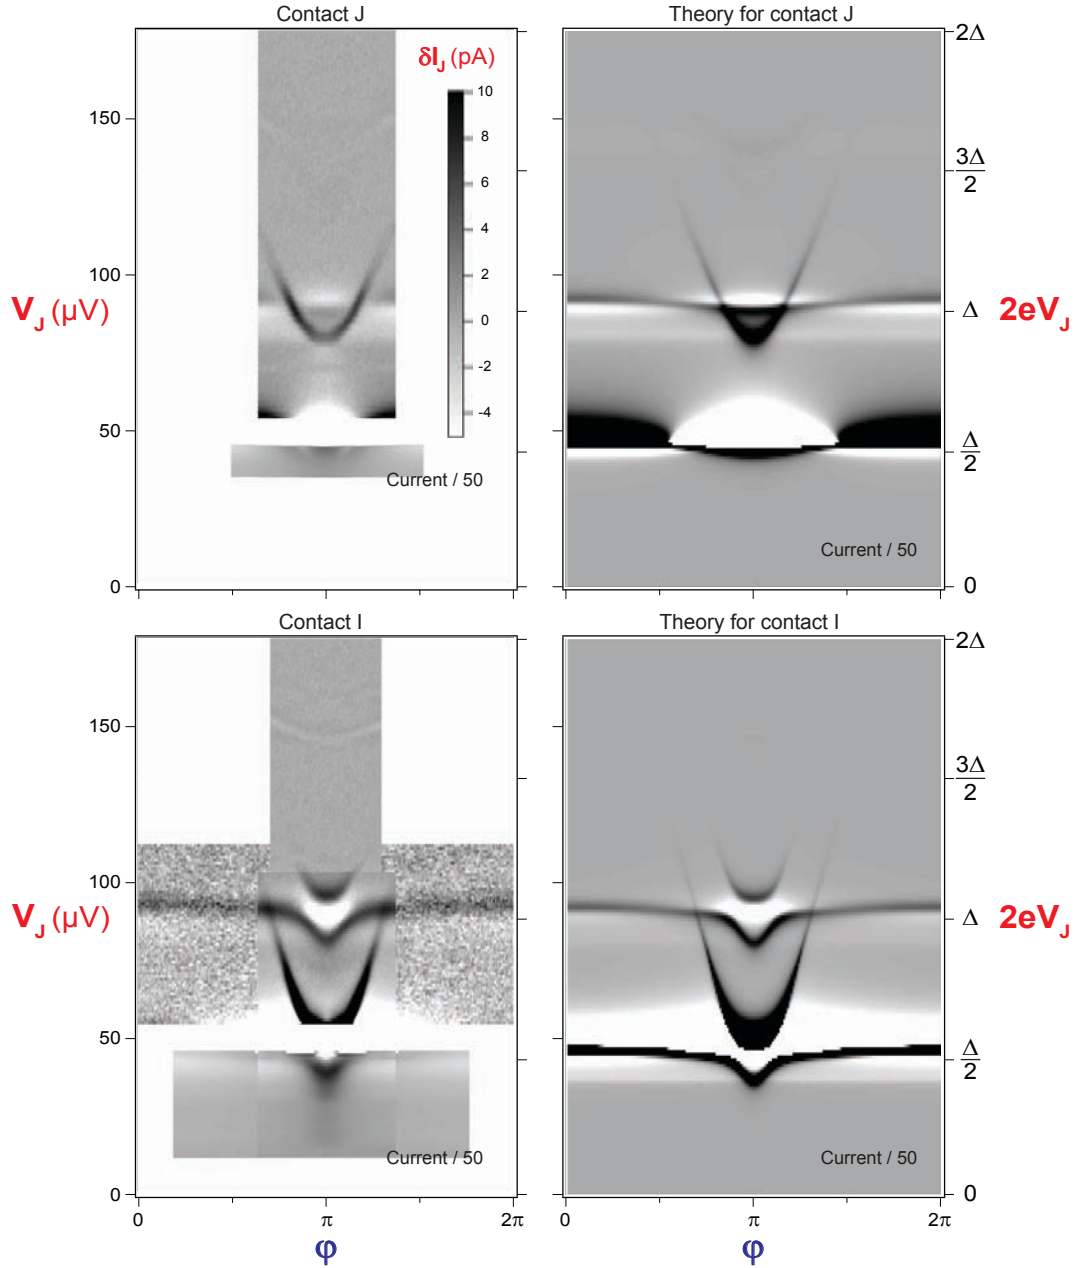 Contact J
Theory for contact J
δI_J (pA)
10
8
6
4
2
0
-2
-4
150
100
50
0
V_J (μV)
Current / 50
2Δ
3Δ/2
Δ
Δ/2
0
2eV_J
Current / 50
Contact I
Theory for contact I
150
100
50
0
V_J (μV)
Current / 50
0
π
2π
φ
2Δ
3Δ/2
Δ
Δ/2
0
2eV_J
Current / 50
0
π
2π
φ